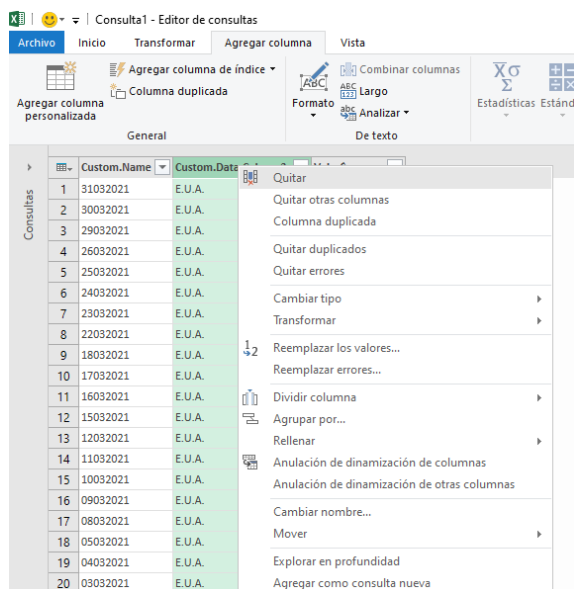 Consulta1 - Editor de consultas
Archivo Inicio Transformar Agregar columna Vista
Agregar columna personalizada
Agregar columna de índice
Columna duplicada
General
Formato
Combinar columnas
Largo
Analizar
De texto
Estadísticas
Custom.Name
1 31032021 E.U.A.
2 30032021 E.U.A.
3 29032021 E.U.A.
4 26032021 E.U.A.
5 25032021 E.U.A.
6 24032021 E.U.A.
7 23032021 E.U.A.
8 22032021 E.U.A.
9 18032021 E.U.A.
10 17032021 E.U.A.
11 16032021 E.U.A.
12 15032021 E.U.A.
13 12032021 E.U.A.
14 11032021 E.U.A.
15 10032021 E.U.A.
16 09032021 E.U.A.
17 08032021 E.U.A.
18 05032021 E.U.A.
19 04032021 E.U.A.
20 03032021 E.U.A.
Consultas
Quitar
Quitar otras columnas
Columna duplicada
Quitar duplicados
Quitar errores
Cambiar tipo
Transformar
Reemplazar los valores...
Reemplazar errores...
Dividir columna
Agrupar por...
Rellenar
Anulación de dinamización de columnas
Anulación de dinamización de otras columnas
Cambiar nombre...
Mover
Explorar en profundidad
Agregar como consulta nueva